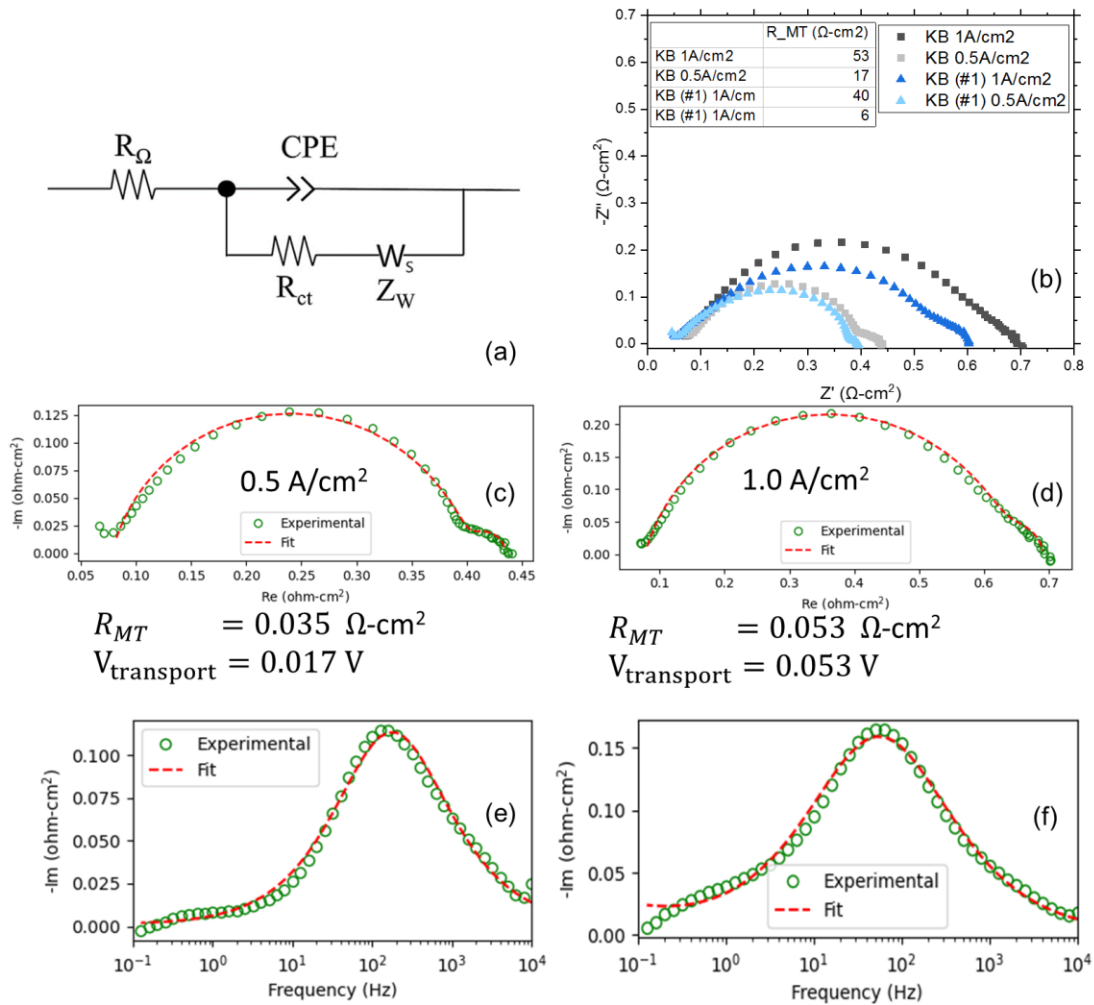 R_Ω
CPE
R_ct
W_s
Z_W
(a)
R_MT (Ω-cm2)
KB 1A/cm2 53
KB 0.5A/cm2 17
KB (#1) 1A/cm 40
KB (#1) 1A/cm 6
KB 1A/cm2
KB 0.5A/cm2
KB (#1) 1A/cm2
KB (#1) 0.5A/cm2
-Z'' (Ω-cm²)
0.7
0.6
0.5
0.4
0.3
0.2
0.1
0.0
(b)
0.0 0.1 0.2 0.3 0.4 0.5 0.6 0.7 0.8
Z' (Ω-cm²)
-Im (ohm-cm²)
0.125
0.100
0.075
0.050
0.025
0.000
0.5 A/cm²
(c)
Experimental
Fit
0.05 0.10 0.15 0.20 0.25 0.30 0.35 0.40 0.45
Re (ohm-cm²)
-Im (ohm-cm²)
0.20
0.15
0.10
0.05
0.00
1.0 A/cm²
(d)
Experimental
Fit
0.1 0.2 0.3 0.4 0.5 0.6 0.7
Re (ohm-cm²)
R_MT = 0.035 Ω-cm²
V_transport = 0.017 V
R_MT = 0.053 Ω-cm²
V_transport = 0.053 V
-Im (ohm-cm²)
0.100
0.075
0.050
0.025
0.000
Experimental
Fit
(e)
10⁻¹ 10⁰ 10¹ 10² 10³ 10⁴
Frequency (Hz)
-Im (ohm-cm²)
0.15
0.10
0.05
0.00
(f)
Experimental
Fit
10⁻¹ 10⁰ 10¹ 10² 10³ 10⁴
Frequency (Hz)